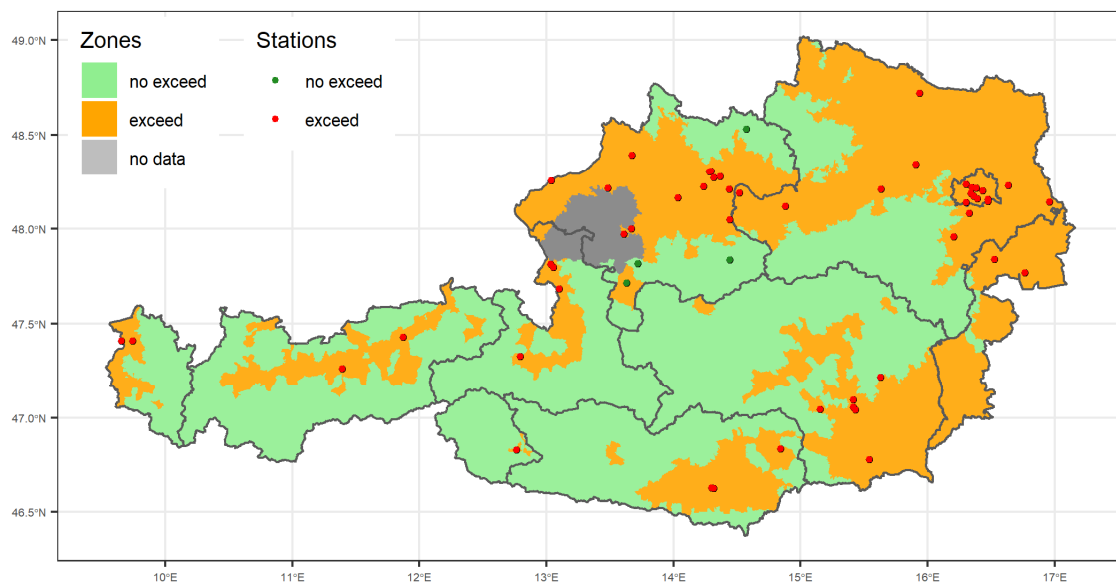 Zones
no exceed
exceed
no data
Stations
no exceed
exceed
49.0°N
48.5°N
48.0°N
47.5°N
47.0°N
46.5°N
10°E 11°E 12°E 13°E 14°E 15°E 16°E 17°E